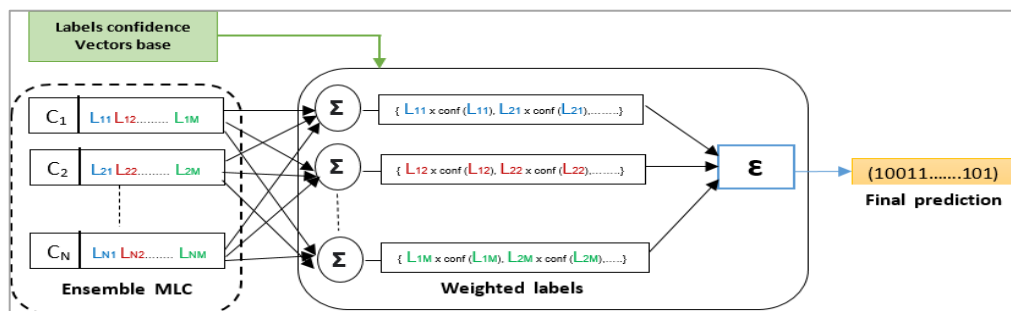 Labels confidence
Vectors base
C1 L11 L12........ L1M
C2 L21 L22........ L2M
CN LN1 LN2........ LNM
Ensemble MLC
Σ
Σ
Σ
{ L11 x conf (L11), L21 x conf (L21),........}
{ L12 x conf (L12), L22 x conf (L22),.......}
{ L1M x conf (L1M), L2M x conf (L2M),.....}
Weighted labels
ε
(10011.......101)
Final prediction